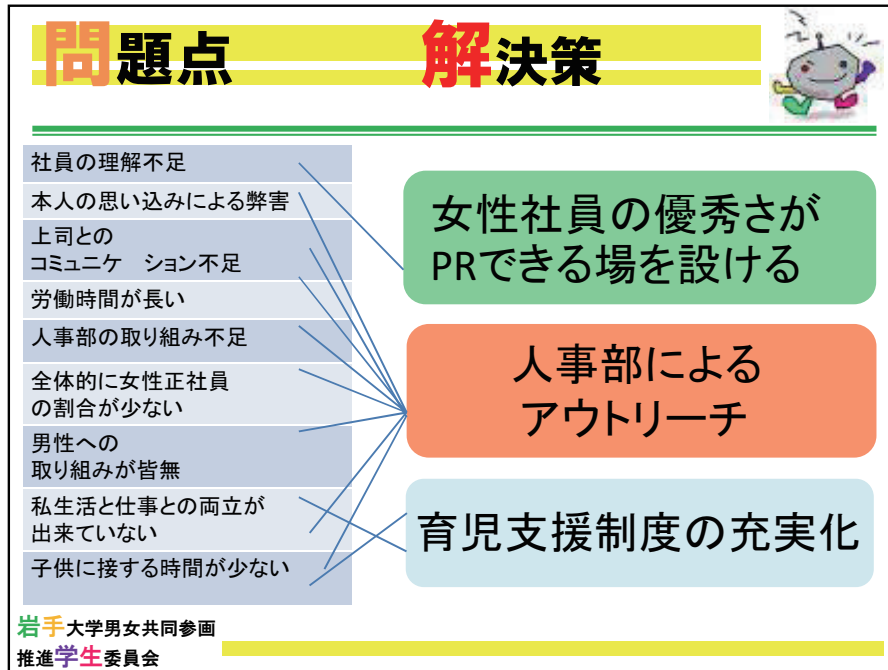 問題点 解決策
社員の理解不足
本人の思い込みによる弊害
上司との
コミュニケ ション不足
労働時間が長い
人事部の取り組み不足
全体的に女性正社員
の割合が少ない
男性への
取り組みが皆無
私生活と仕事との両立が
出来ていない
子供に接する時間が少ない
女性社員の優秀さが
PRできる場を設ける
人事部による
アウトリーチ
育児支援制度の充実化
岩手大学男女共同参画
推進学生委員会